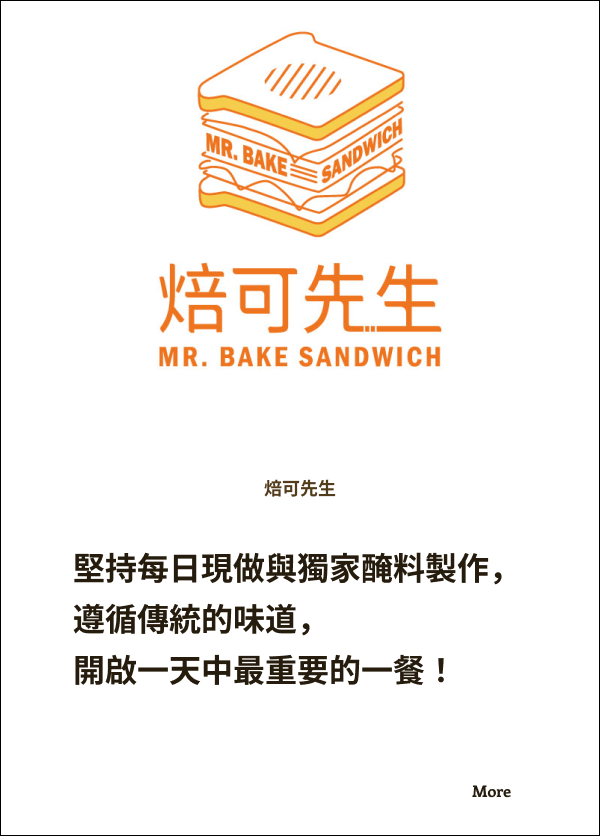 MR. BAKE SANDWICH
焙可先生
MR. BAKE SANDWICH
焙可先生
堅持每日現做與獨家醃料製作，
遵循傳統的味道，
開啟一天中最重要的一餐！
More